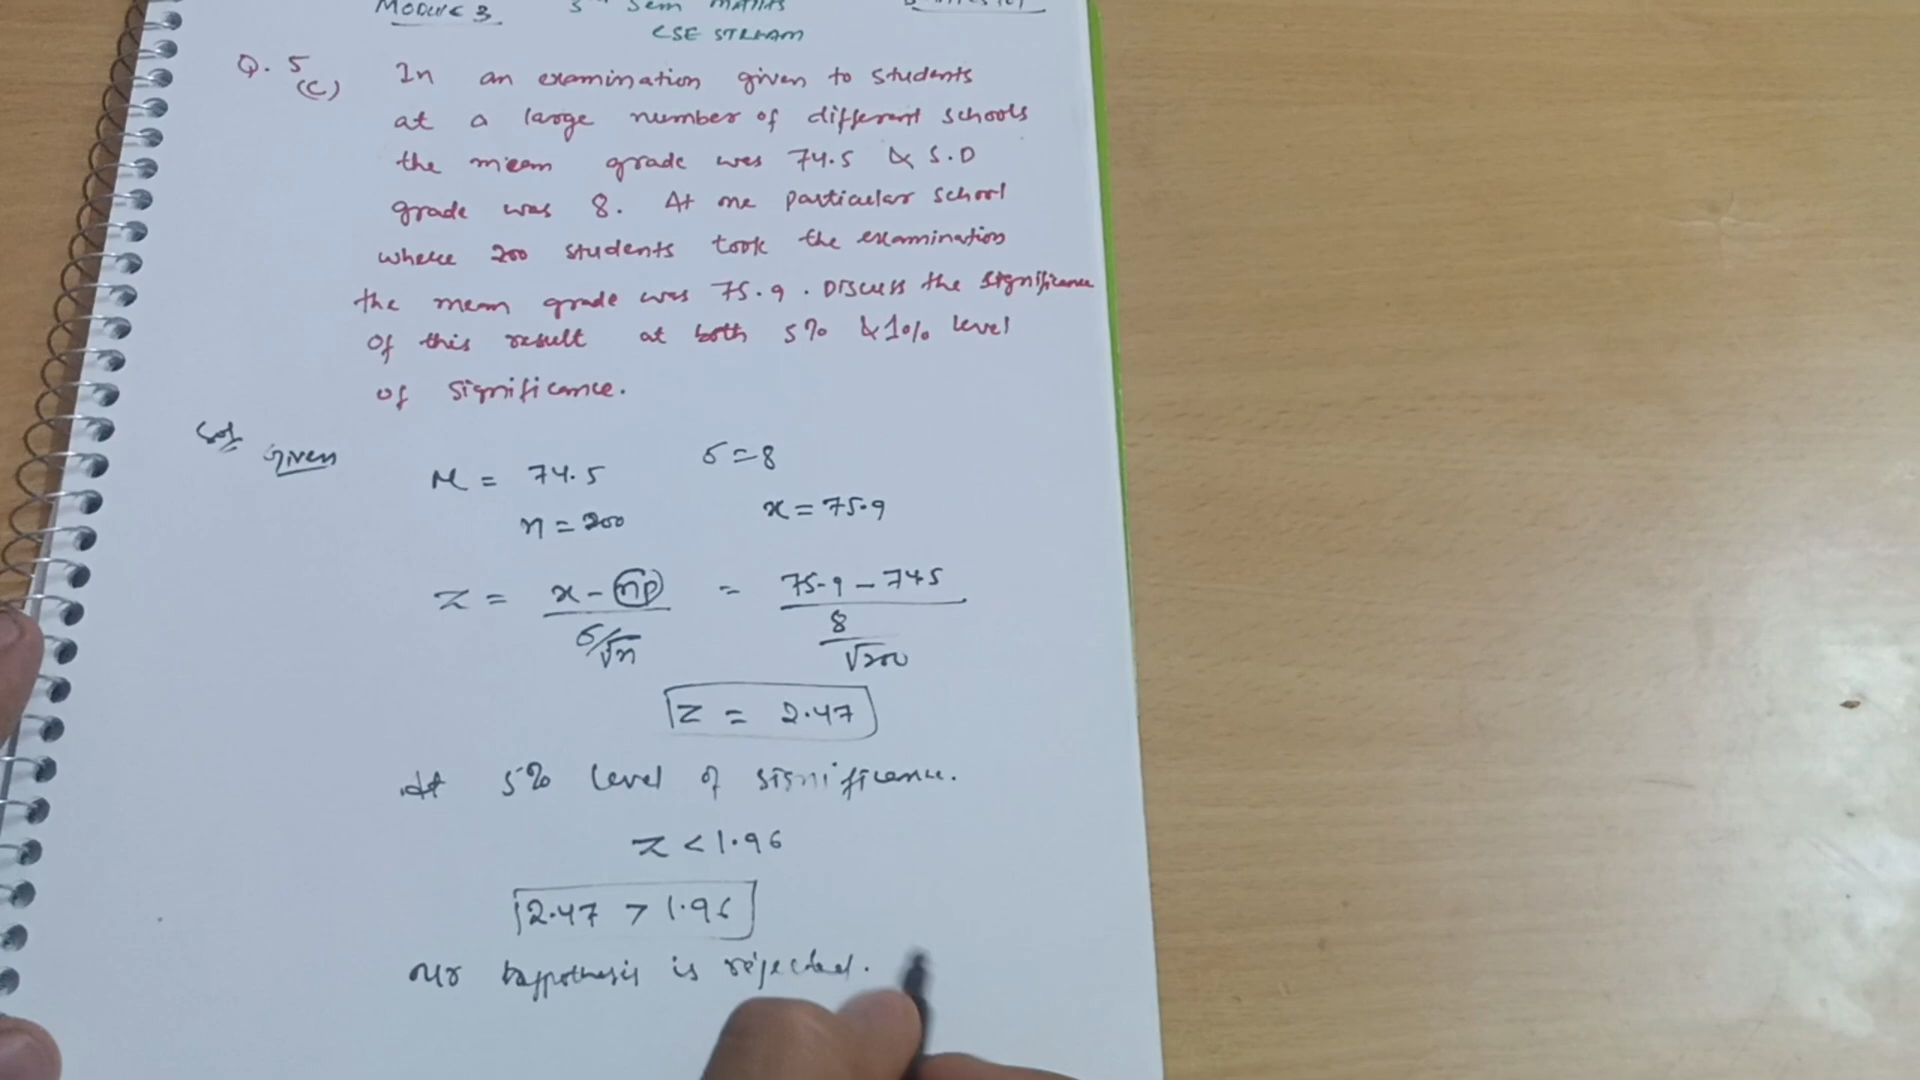 MODULE 3 Sem MATHS
CSE STREAM
Q. 5 (C) In an examination given to students
at a large number of different schools
the mean grade was 74.5 & S.D
grade was 8. At one particular school
where 200 students took the examination
the mean grade was 75.9. Discuss the significance
of this result at both 5% & 1% level
of significance.
Sol Given
M = 74.5 σ = 8
n = 200 x = 75.9
Z = x - np / σ/√n = 75.9 - 74.5 / 8/√200
Z = 2.47
At 5% level of significance.
Z < 1.96
2.47 > 1.96
hypothesis is rejected.